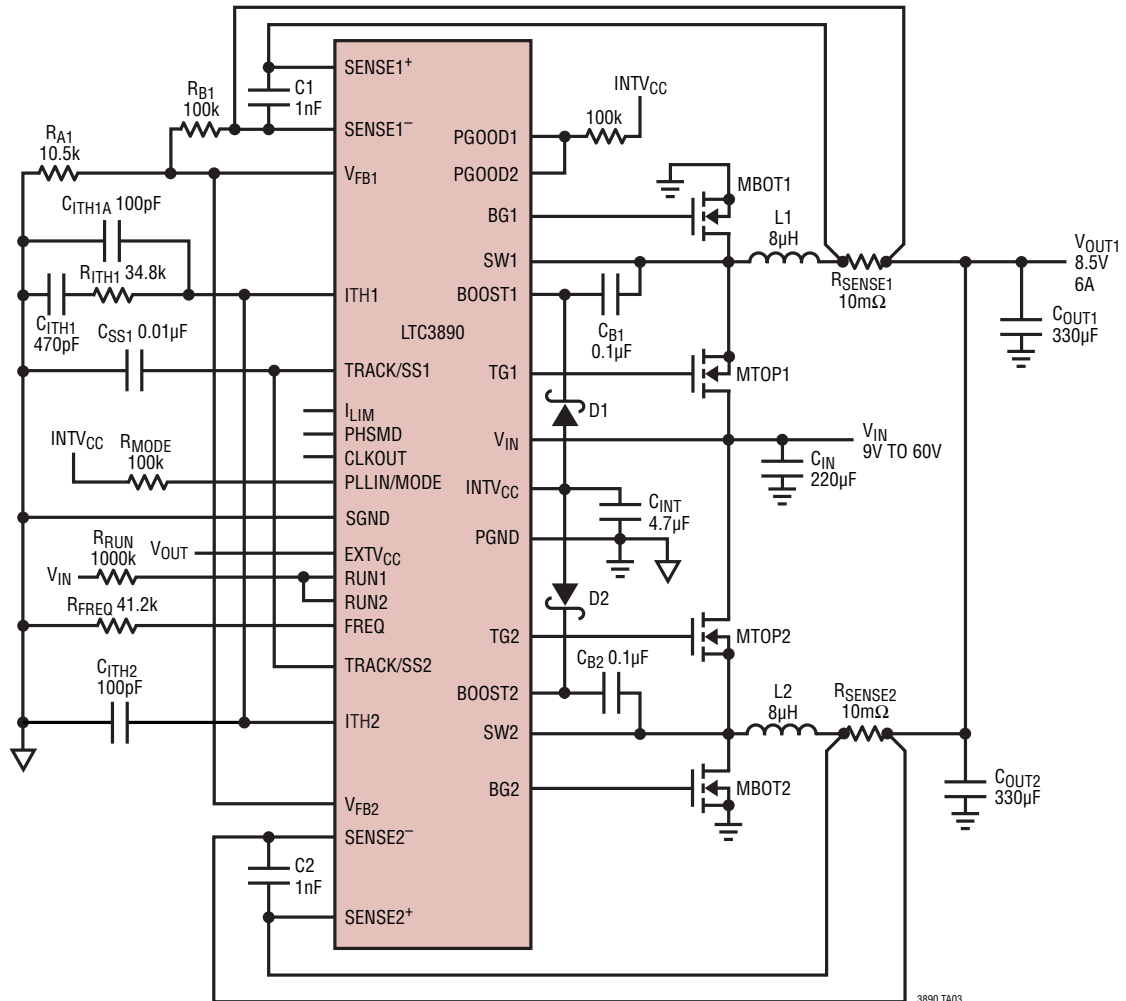 SENSE1+
C1
1nF
RB1
100k
SENSE1−
INTVCC
100k
PGOOD1
PGOOD2
RA1
10.5k
VFB1
MBOT1
CITH1A 100pF
BG1
L1
8µH
VOUT1
8.5V
6A
SW1
RITH1 34.8k
RSENSE1
10mΩ
ITH1
BOOST1
CITH1
470pF
LTC3890
CB1
0.1µF
COUT1
330µF
CSS1 0.01µF
TRACK/SS1
TG1
MTOP1
ILIM
D1
PHSMD
VIN
VIN
9V TO 60V
INTVCC
RMODE
100k
CLKOUT
CIN
220µF
PLLIN/MODE
INTVCC
CINT
4.7µF
SGND
PGND
RRUN
1000k
VOUT
EXTVCC
VIN
RUN1
RUN2
D2
RFREQ 41.2k
FREQ
TG2
MTOP2
TRACK/SS2
CB2 0.1µF
CITH2
100pF
BOOST2
L2
8µH
RSENSE2
10mΩ
ITH2
SW2
BG2
MBOT2
COUT2
330µF
VFB2
SENSE2−
C2
1nF
SENSE2+
3890 TA03